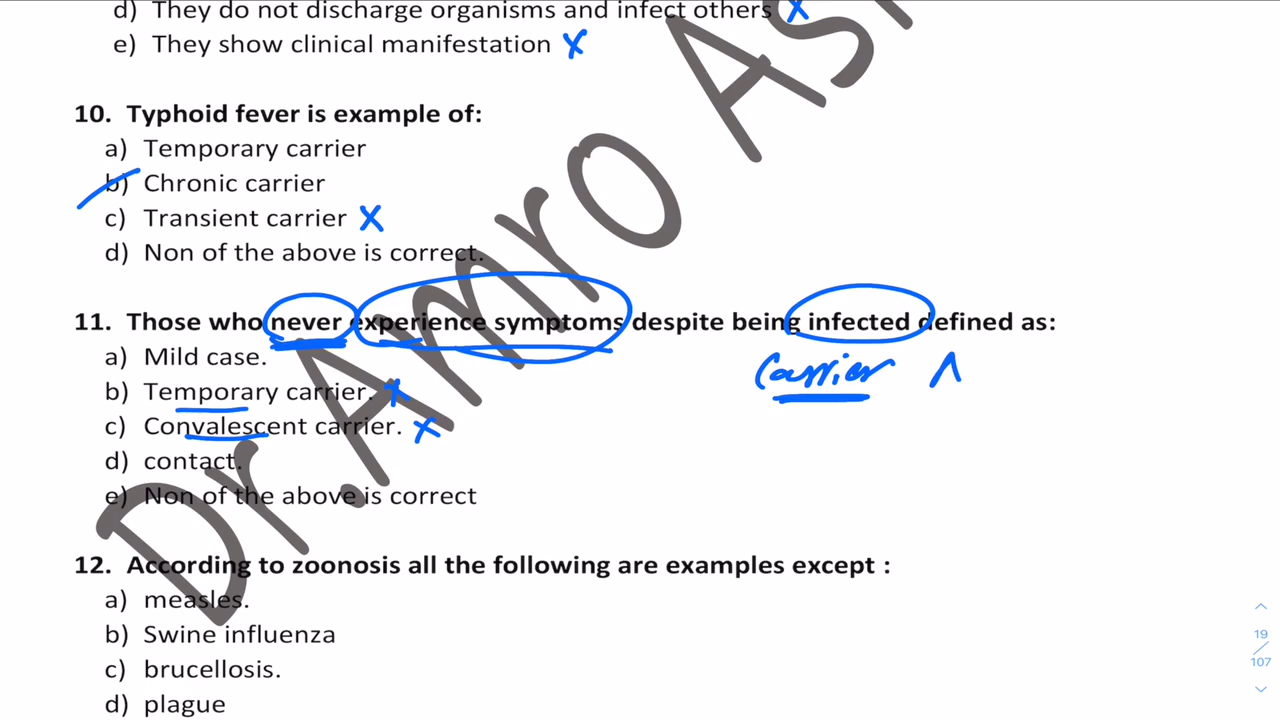 d) They do not discharge organisms and infect others X
e) They show clinical manifestation X
10. Typhoid fever is example of:
a) Temporary carrier
b) Chronic carrier
c) Transient carrier X
d) Non of the above is correct.
11. Those who never experience symptoms despite being infected defined as:
a) Mild case.
Carrier
b) Temporary carrier. X
c) Convalescent carrier. X
d) contact.
e) Non of the above is correct
12. According to zoonosis all the following are examples except :
a) measles.
b) Swine influenza
c) brucellosis.
d) plague
19
/
107
Dr. Amro As